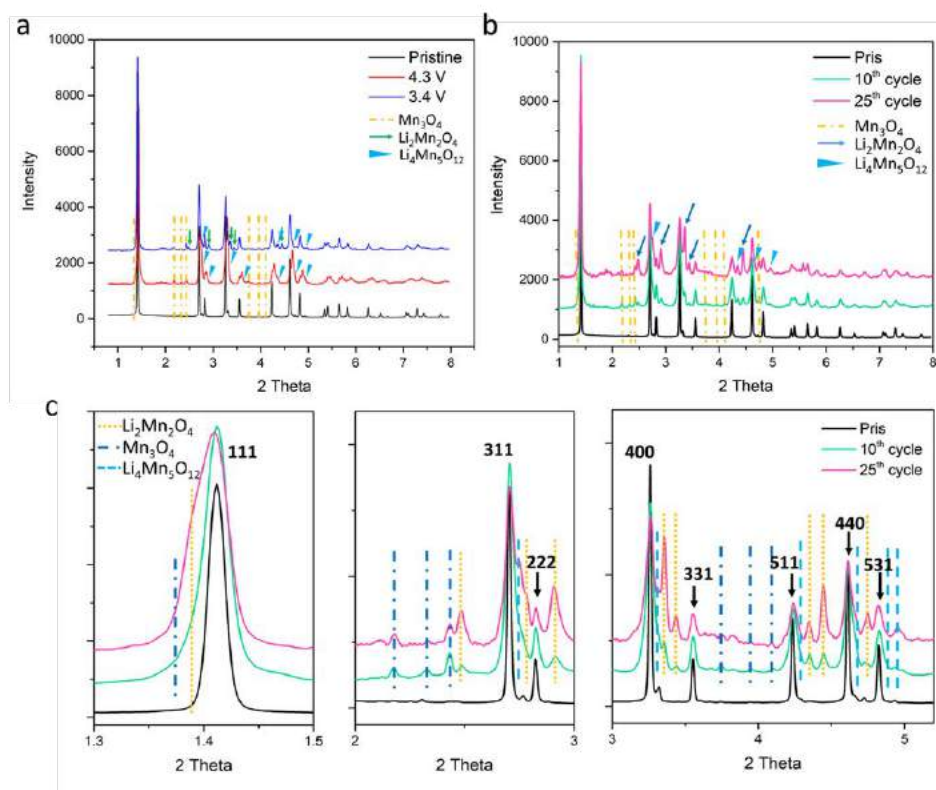 a
10000
8000
6000
4000
2000
0
Intensity
Pristine
4.3 V
3.4 V
Mn₃O₄
Li₂Mn₂O₄
Li₄Mn₅O₁₂
1 2 3 4 5 6 7 8
2 Theta
b
10000
8000
6000
4000
2000
0
Intensity
Pris
10th cycle
25th cycle
Mn₃O₄
Li₂Mn₂O₄
Li₄Mn₅O₁₂
1 2 3 4 5 6 7 8
2 Theta
c
Li₂Mn₂O₄
Mn₃O₄
Li₄Mn₅O₁₂
111
1.3 1.4 1.5
2 Theta
311
222
2 3
2 Theta
Pris
10th cycle
25th cycle
400
331
511
440
531
3 4 5
2 Theta